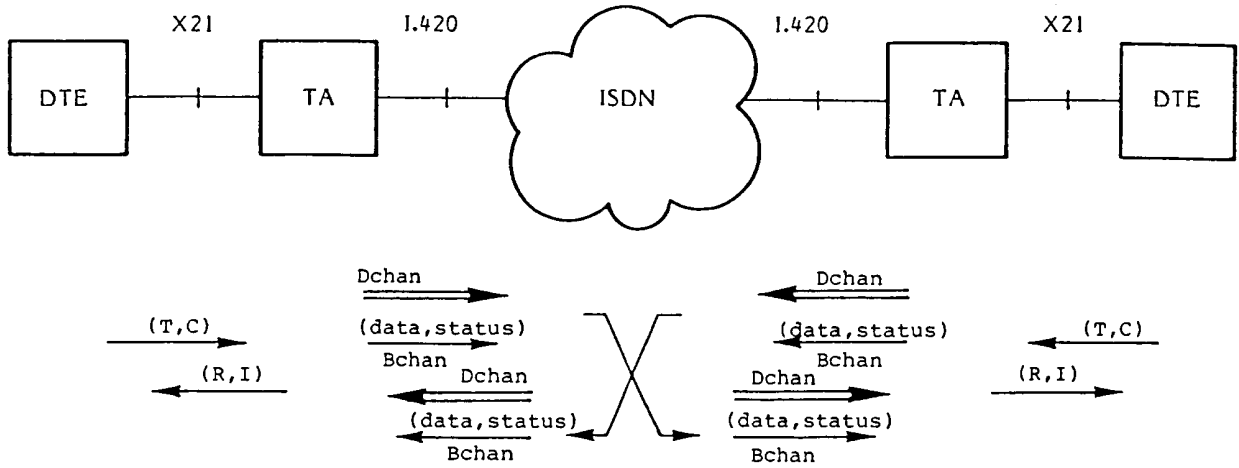 X21 I.420 I.420 X21
DTE TA ISDN TA DTE
Dchan Dchan
(T,C) (data,status) (data,status) (T,C)
Bchan Bchan
(R,I) Dchan Dchan (R,I)
(data,status) (data,status)
Bchan Bchan